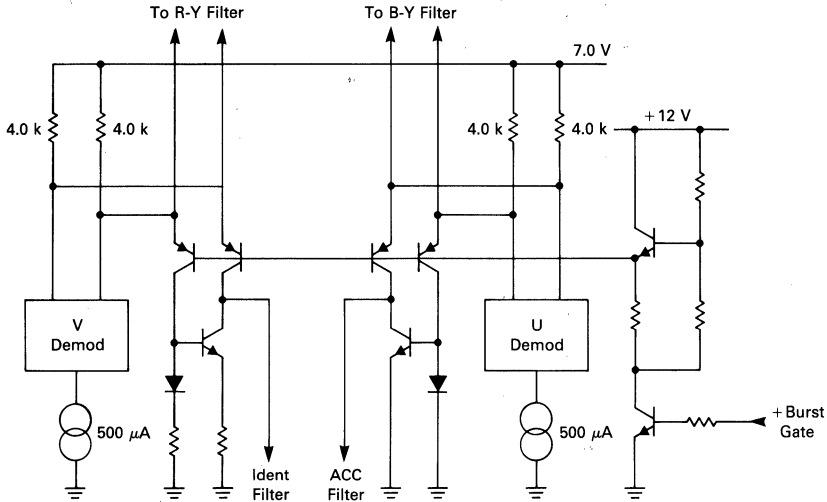 To R-Y Filter
To B-Y Filter
7.0 V
4.0 k
4.0 k
4.0 k
4.0 k
+12 V
V
Demod
U
Demod
500 μA
500 μA
+Burst
Gate
Ident
Filter
ACC
Filter